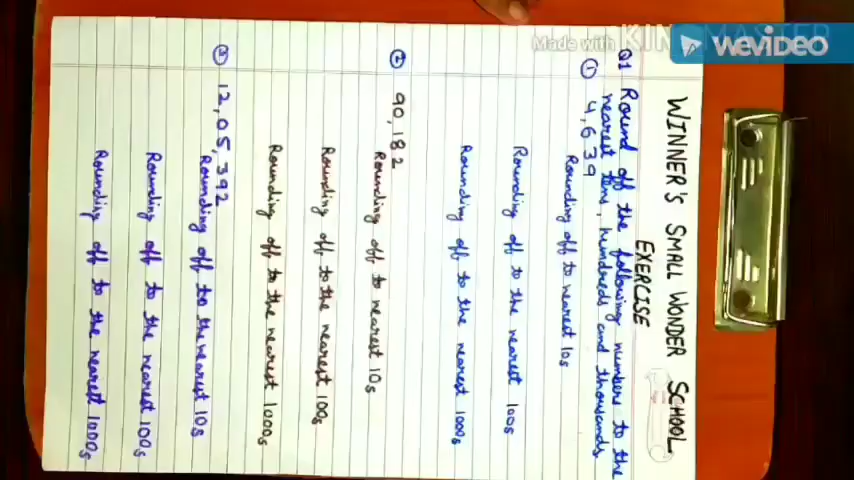 WINNER'S SMALL WONDER SCHOOL
EXERCISE
Q1 Round off the following numbers to the
nearest tens, hundreds and thousands
① 4,639
Rounding off to nearest 10s
Rounding off to the nearest 100s
Rounding off to the nearest 1000s
② 90,182
Rounding off to nearest 10s
Rounding off to the nearest 100s
Rounding off to the nearest 1000s
③ 12,05,392
Rounding off to the nearest 10s
Rounding off to the nearest 100s
Rounding off to the nearest 1000s
Made with KINEMASTER
WeVideo